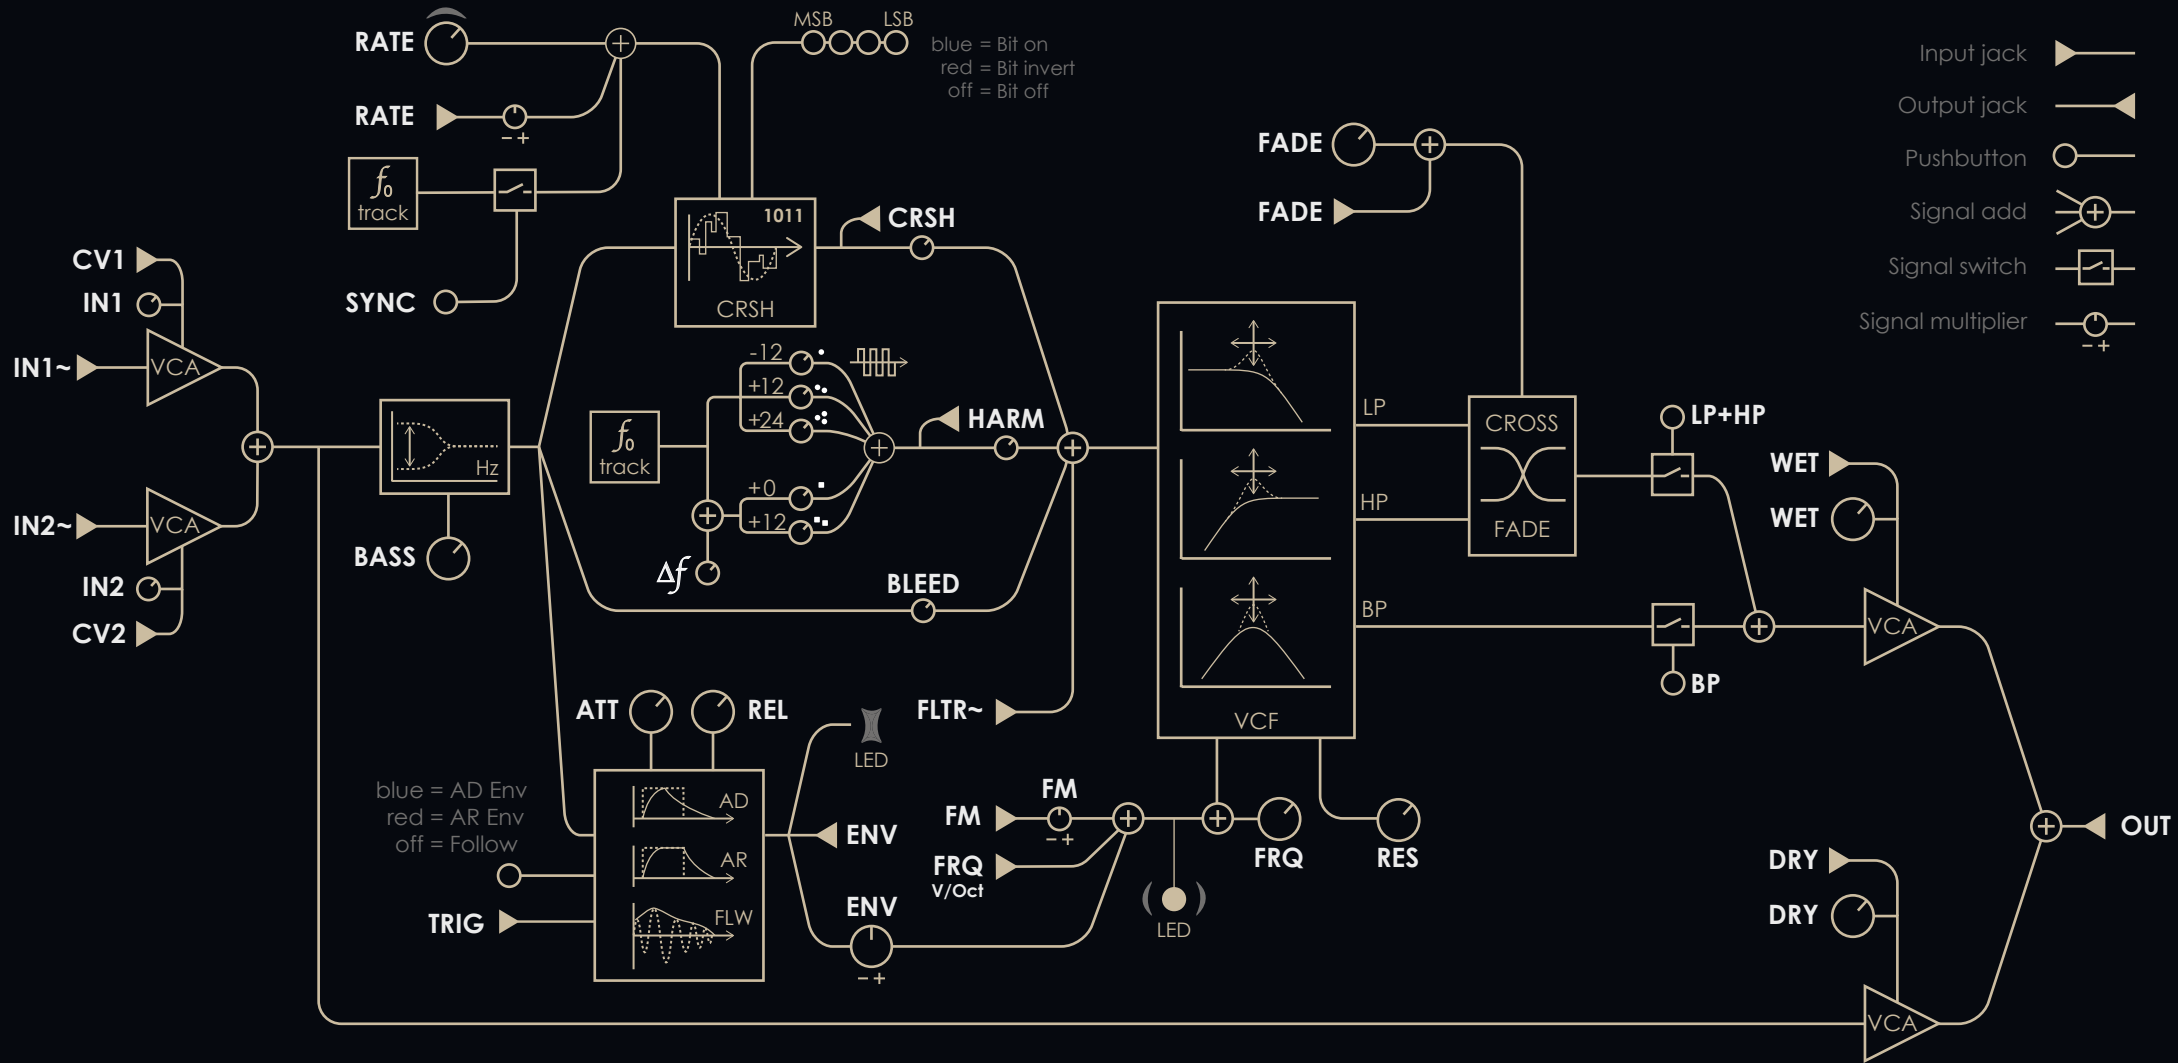 RATE
MSB LSB
blue = Bit on
red = Bit invert
off = Bit off
RATE
- +
f0
track
SYNC
1011
CRSH
CRSH
CV1
IN1
IN1~
VCA
IN2~
VCA
IN2
CV2
Hz
BASS
f0
track
-12
+12
+24
+0
+12
Δf
HARM
BLEED
FADE
FADE
Input jack
Output jack
Pushbutton
Signal add
Signal switch
Signal multiplier
- +
LP
HP
BP
VCF
CROSS
FADE
LP+HP
BP
WET
WET
VCA
ATT
REL
FLTR~
LED
blue = AD Env
red = AR Env
off = Follow
TRIG
AD
AR
FLW
ENV
ENV
- +
FM
FM
- +
FRQ
V/Oct
LED
FRQ
RES
DRY
DRY
VCA
OUT